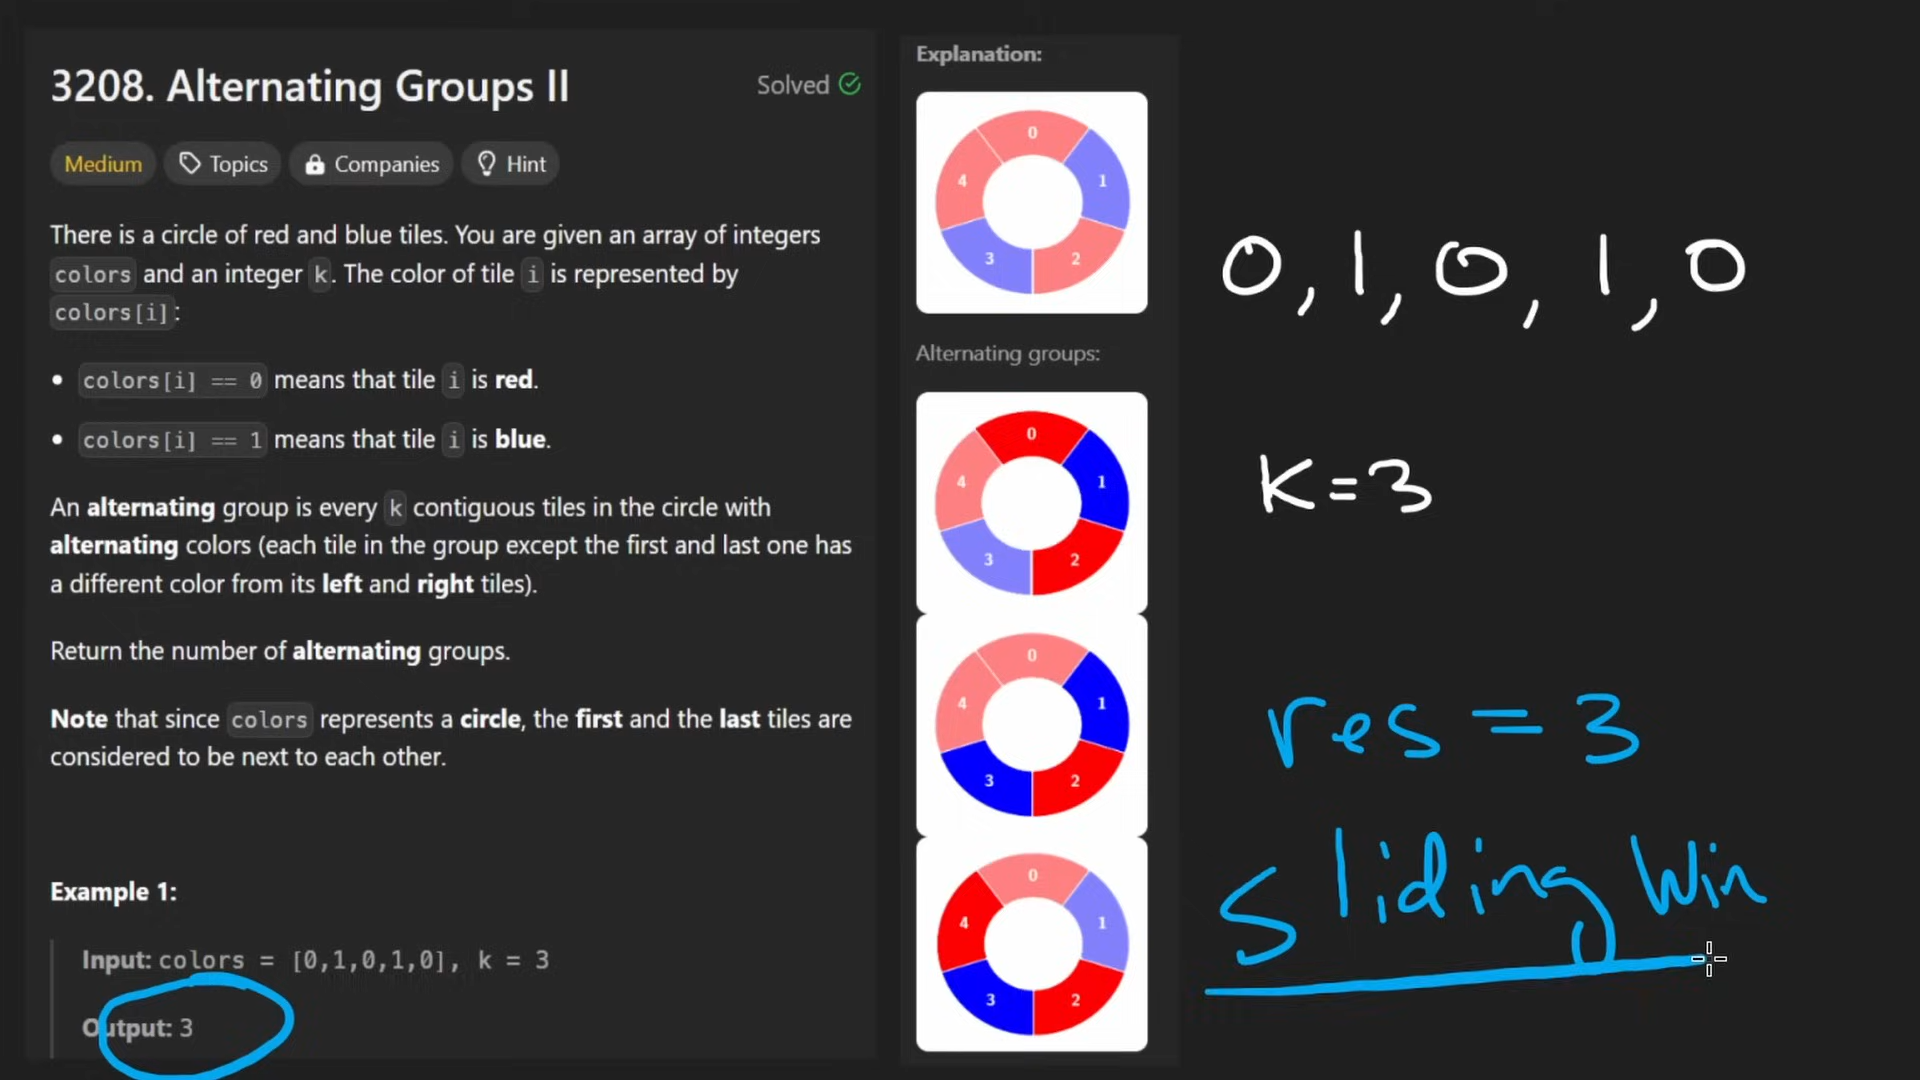 3208. Alternating Groups II
Solved
Medium
Topics
Companies
Hint
There is a circle of red and blue tiles. You are given an array of integers
colors and an integer k. The color of tile i is represented by
colors[i]:
• colors[i] == 0 means that tile i is red.
• colors[i] == 1 means that tile i is blue.
An alternating group is every k contiguous tiles in the circle with
alternating colors (each tile in the group except the first and last one has
a different color from its left and right tiles).
Return the number of alternating groups.
Note that since colors represents a circle, the first and the last tiles are
considered to be next to each other.
Example 1:
Input: colors = [0,1,0,1,0], k = 3
Output: 3
Explanation:
0
4
1
3
2
Alternating groups:
0
4
1
3
2
0
4
1
3
2
0
4
1
3
2
0, 1, 0, 1, 0
K=3
res = 3
Sliding Win